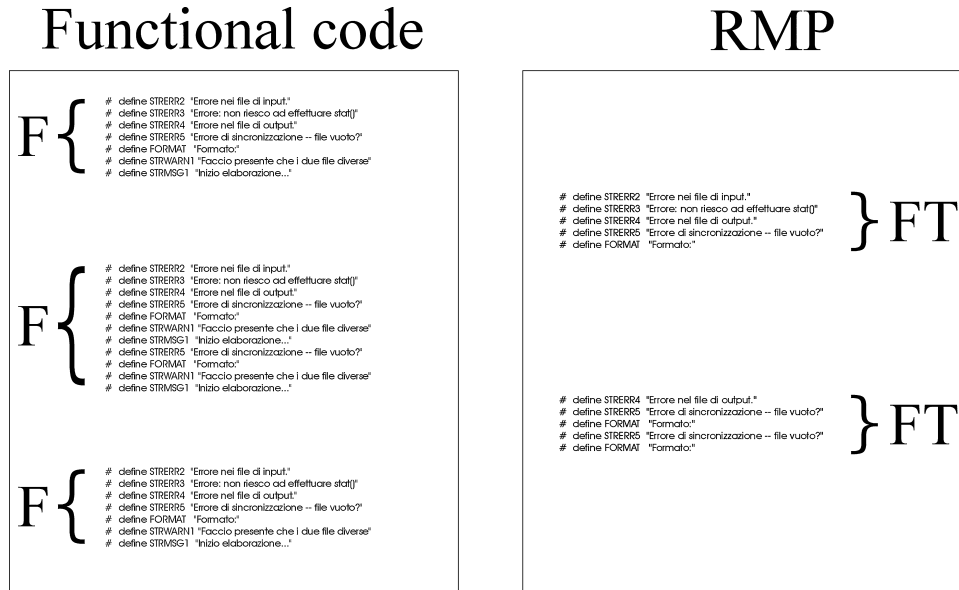 Functional code
F {
# define STRERR2 "Errore nei file di input."
# define STRERR3 "Errore: non riesco ad effettuare stat()"
# define STRERR4 "Errore nel file di output."
# define STRERR5 "Errore di sincronizzazione -- file vuoto?"
# define FORMAT "Formato:"
# define STRWARN1 "Faccio presente che i due file diverse"
# define STRMSG1 "Inizio elaborazione..."
F {
# define STRERR2 "Errore nei file di input."
# define STRERR3 "Errore: non riesco ad effettuare stat()"
# define STRERR4 "Errore nel file di output."
# define STRERR5 "Errore di sincronizzazione -- file vuoto?"
# define FORMAT "Formato:"
# define STRWARN1 "Faccio presente che i due file diverse"
# define STRMSG1 "Inizio elaborazione..."
# define STRERR5 "Errore di sincronizzazione -- file vuoto?"
# define FORMAT "Formato:"
# define STRWARN1 "Faccio presente che i due file diverse"
# define STRMSG1 "Inizio elaborazione..."
F {
# define STRERR2 "Errore nei file di input."
# define STRERR3 "Errore: non riesco ad effettuare stat()"
# define STRERR4 "Errore nel file di output."
# define STRERR5 "Errore di sincronizzazione -- file vuoto?"
# define FORMAT "Formato:"
# define STRWARN1 "Faccio presente che i due file diverse"
# define STRMSG1 "Inizio elaborazione..."
RMP
# define STRERR2 "Errore nei file di input."
# define STRERR3 "Errore: non riesco ad effettuare stat()"
# define STRERR4 "Errore nel file di output."
# define STRERR5 "Errore di sincronizzazione -- file vuoto?"
# define FORMAT "Formato:"
} FT
# define STRERR4 "Errore nel file di output."
# define STRERR5 "Errore di sincronizzazione -- file vuoto?"
# define FORMAT "Formato:"
# define STRERR5 "Errore di sincronizzazione -- file vuoto?"
# define FORMAT "Formato:"
} FT